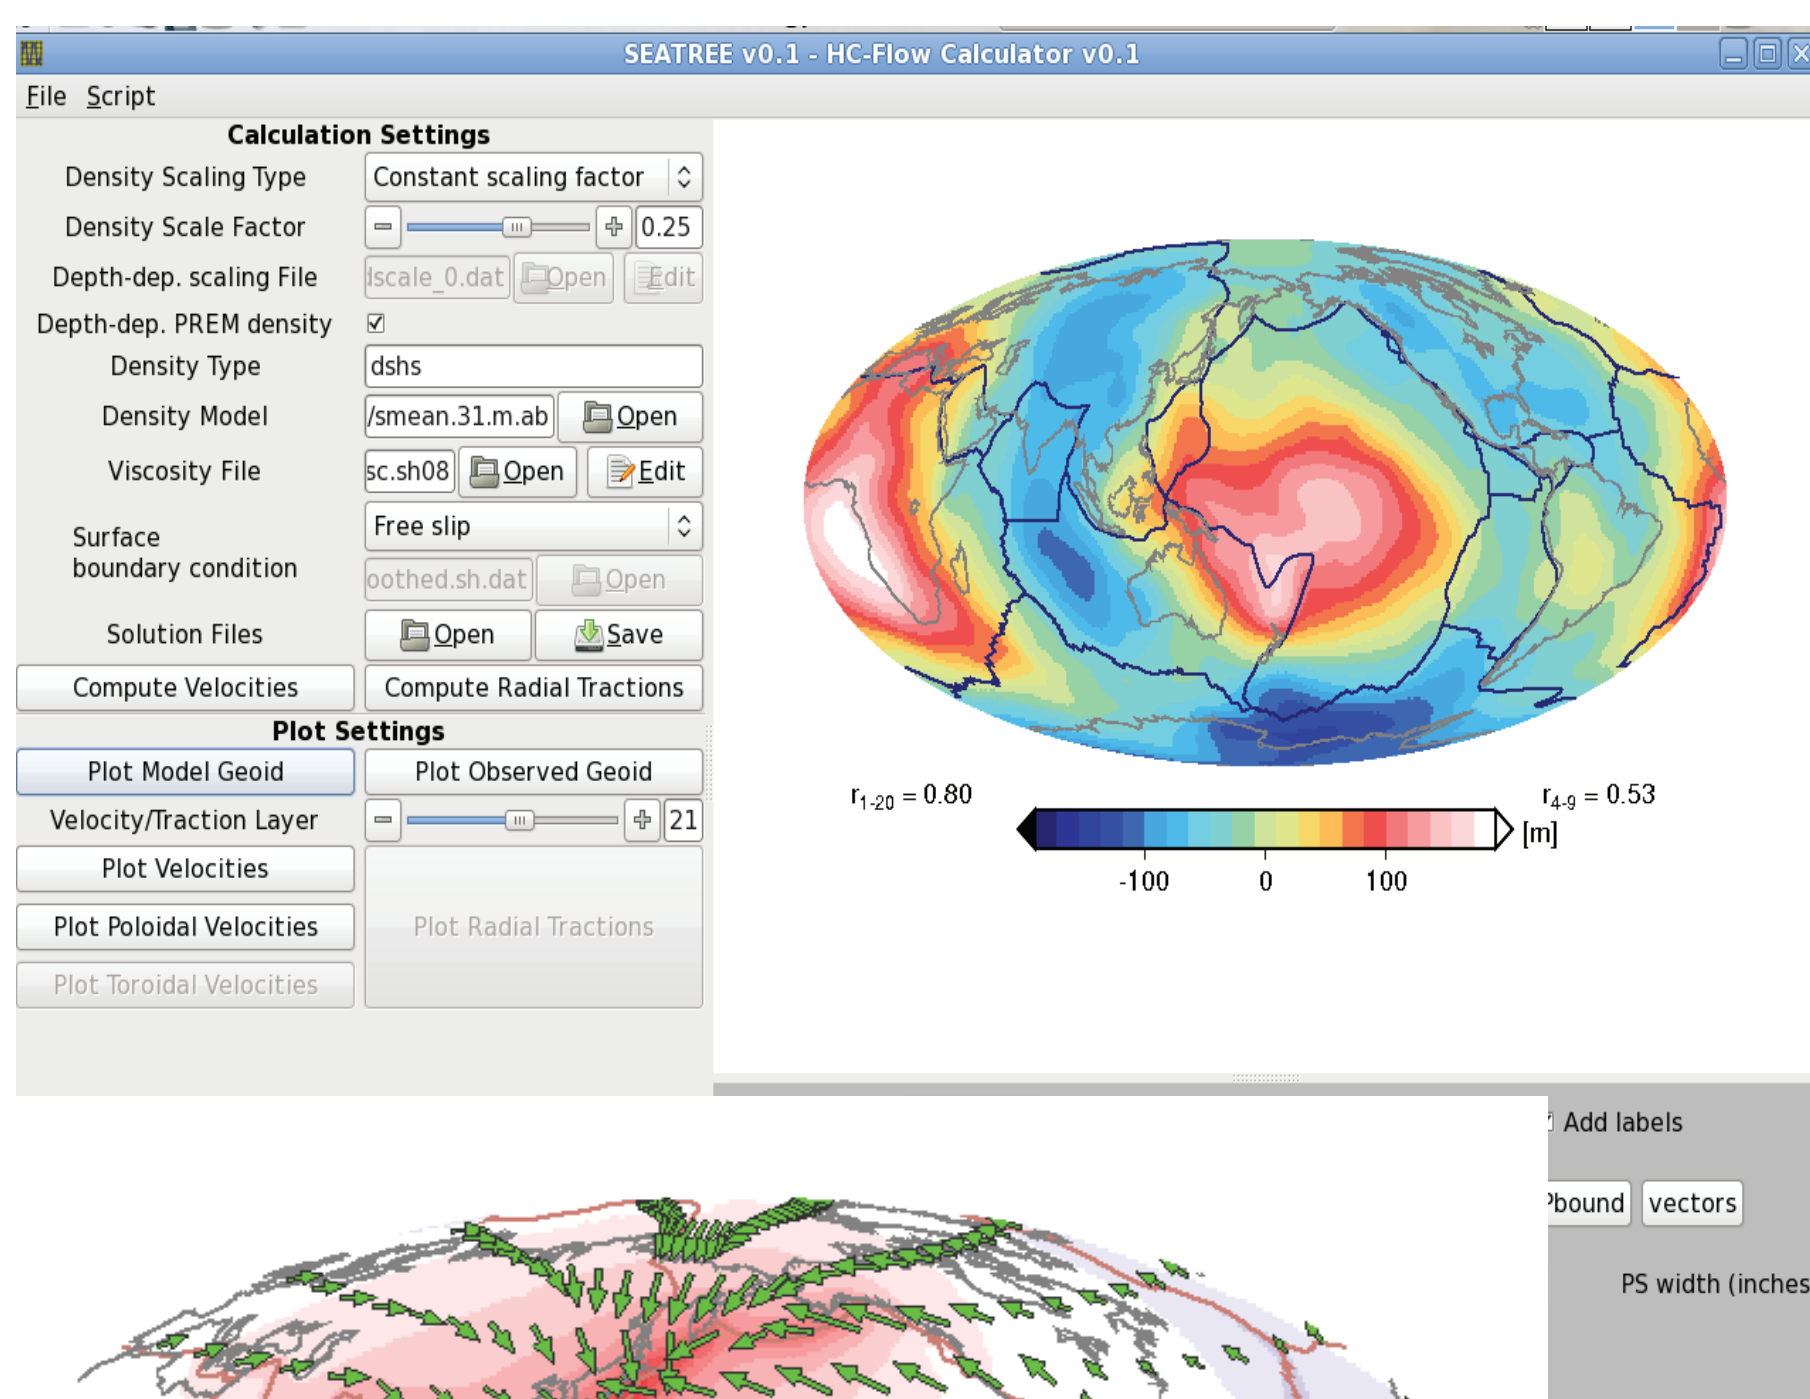 SEATREE v0.1 - HC-Flow Calculator v0.1
File Script
Calculation Settings
Density Scaling Type Constant scaling factor
Density Scale Factor 0.25
Depth-dep. scaling File dscale_0.dat Open Edit
Depth-dep. PREM density
Density Type dshs
Density Model /smean.31.m.ab Open
Viscosity File sc.sh08 Open Edit
Surface
boundary condition
Free slip
oothed.sh.dat Open
Solution Files Open Save
Compute Velocities Compute Radial Tractions
Plot Settings
Plot Model Geoid Plot Observed Geoid
Velocity/Traction Layer 21
Plot Velocities
Plot Poloidal Velocities Plot Radial Tractions
Plot Toroidal Velocities
r1-20 = 0.80 r4-9 = 0.53
[m]
-100 0 100
Add labels
Pbound vectors
PS width (inches